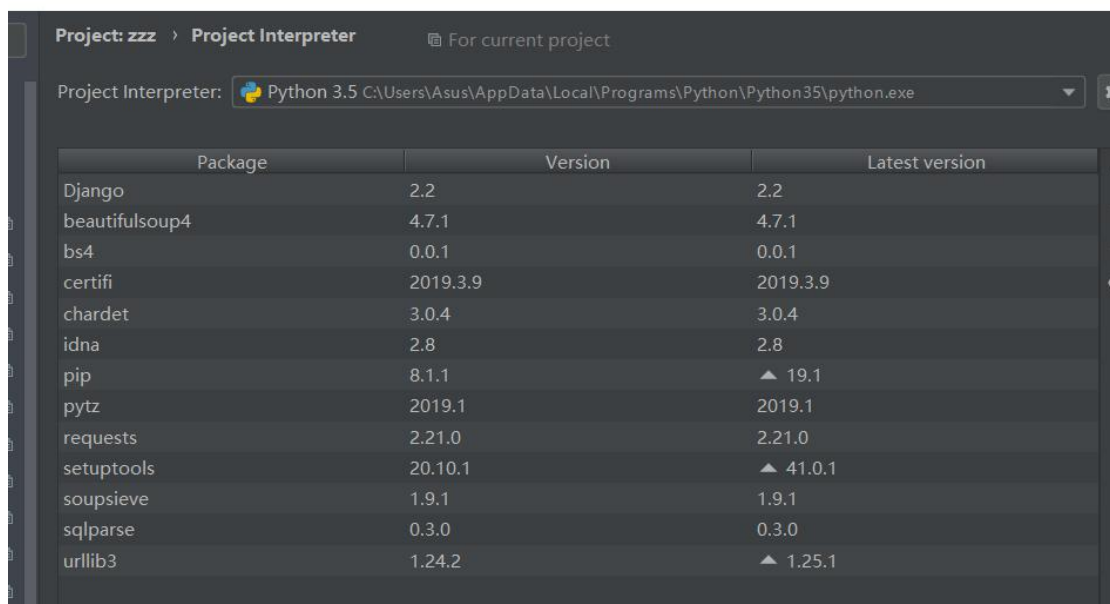 Project: zzz › Project Interpreter For current project
Project Interpreter: Python 3.5 C:\Users\Asus\AppData\Local\Programs\Python\Python35\python.exe
Package Version Latest version
Django 2.2 2.2
beautifulsoup4 4.7.1 4.7.1
bs4 0.0.1 0.0.1
certifi 2019.3.9 2019.3.9
chardet 3.0.4 3.0.4
idna 2.8 2.8
pip 8.1.1 ▲ 19.1
pytz 2019.1 2019.1
requests 2.21.0 2.21.0
setuptools 20.10.1 ▲ 41.0.1
soupsieve 1.9.1 1.9.1
sqlparse 0.3.0 0.3.0
urllib3 1.24.2 ▲ 1.25.1